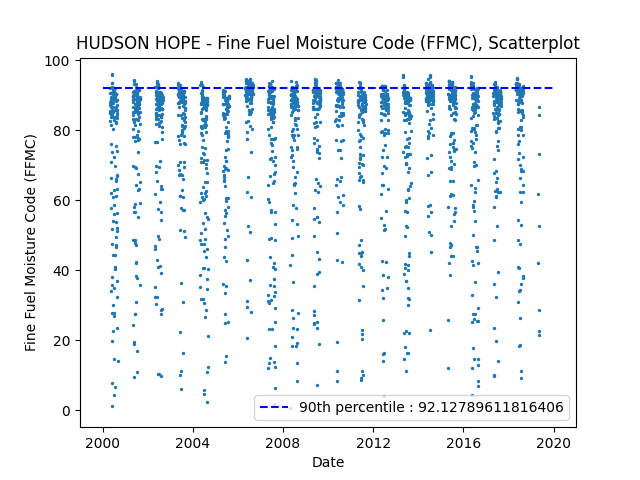 HUDSON HOPE - Fine Fuel Moisture Code (FFMC), Scatterplot
Fine Fuel Moisture Code (FFMC)
100
80
60
40
20
0
90th percentile : 92.12789611816406
2000 2004 2008 2012 2016 2020
Date